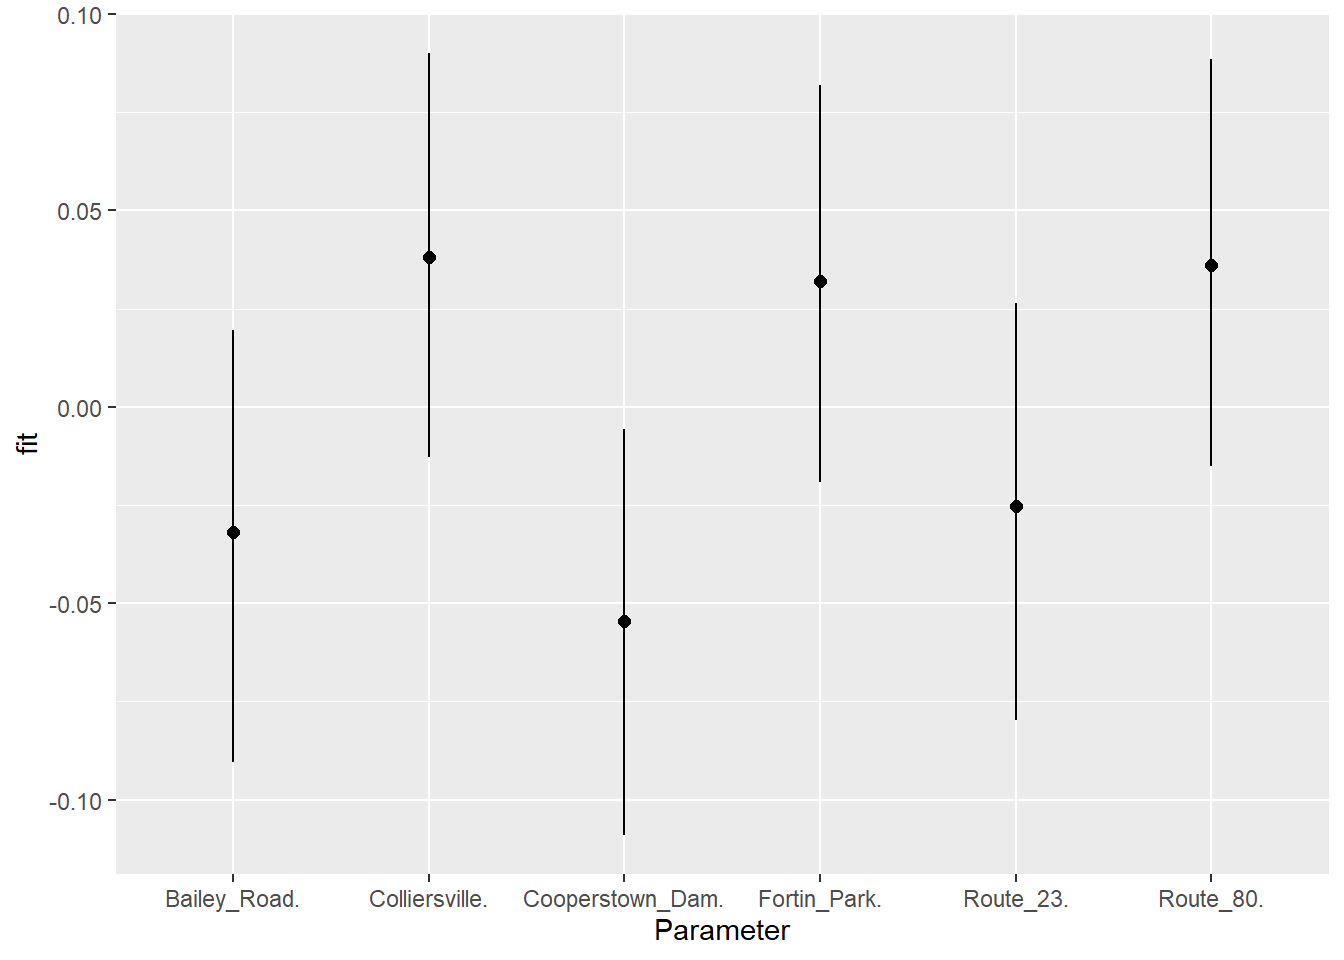 0.10
0.05
0.00
-0.05
-0.10
fit
Bailey_Road. Colliersville. Cooperstown_Dam. Fortin_Park. Route_23. Route_80.
Parameter